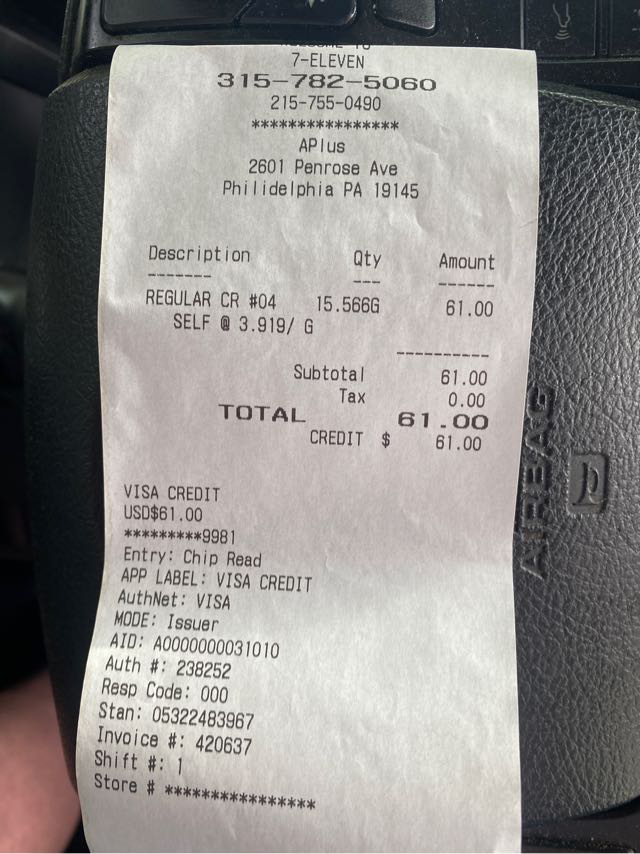 WELCOME TO
7-ELEVEN
315-782-5060
215-755-0490
****************
APlus
2601 Penrose Ave
Philidelphia PA 19145
Description Qty Amount
------- --- ------
REGULAR CR #04 15.566G 61.00
SELF @ 3.919/ G
----------
Subtotal 61.00
Tax 0.00
TOTAL 61.00
CREDIT $ 61.00
VISA CREDIT
USD$61.00
*********9981
Entry: Chip Read
APP LABEL: VISA CREDIT
AuthNet: VISA
MODE: Issuer
AID: A0000000031010
Auth #: 238252
Resp Code: 000
Stan: 05322483967
Invoice #: 420637
Shift #: 1
Store # ****************
AIRBAG